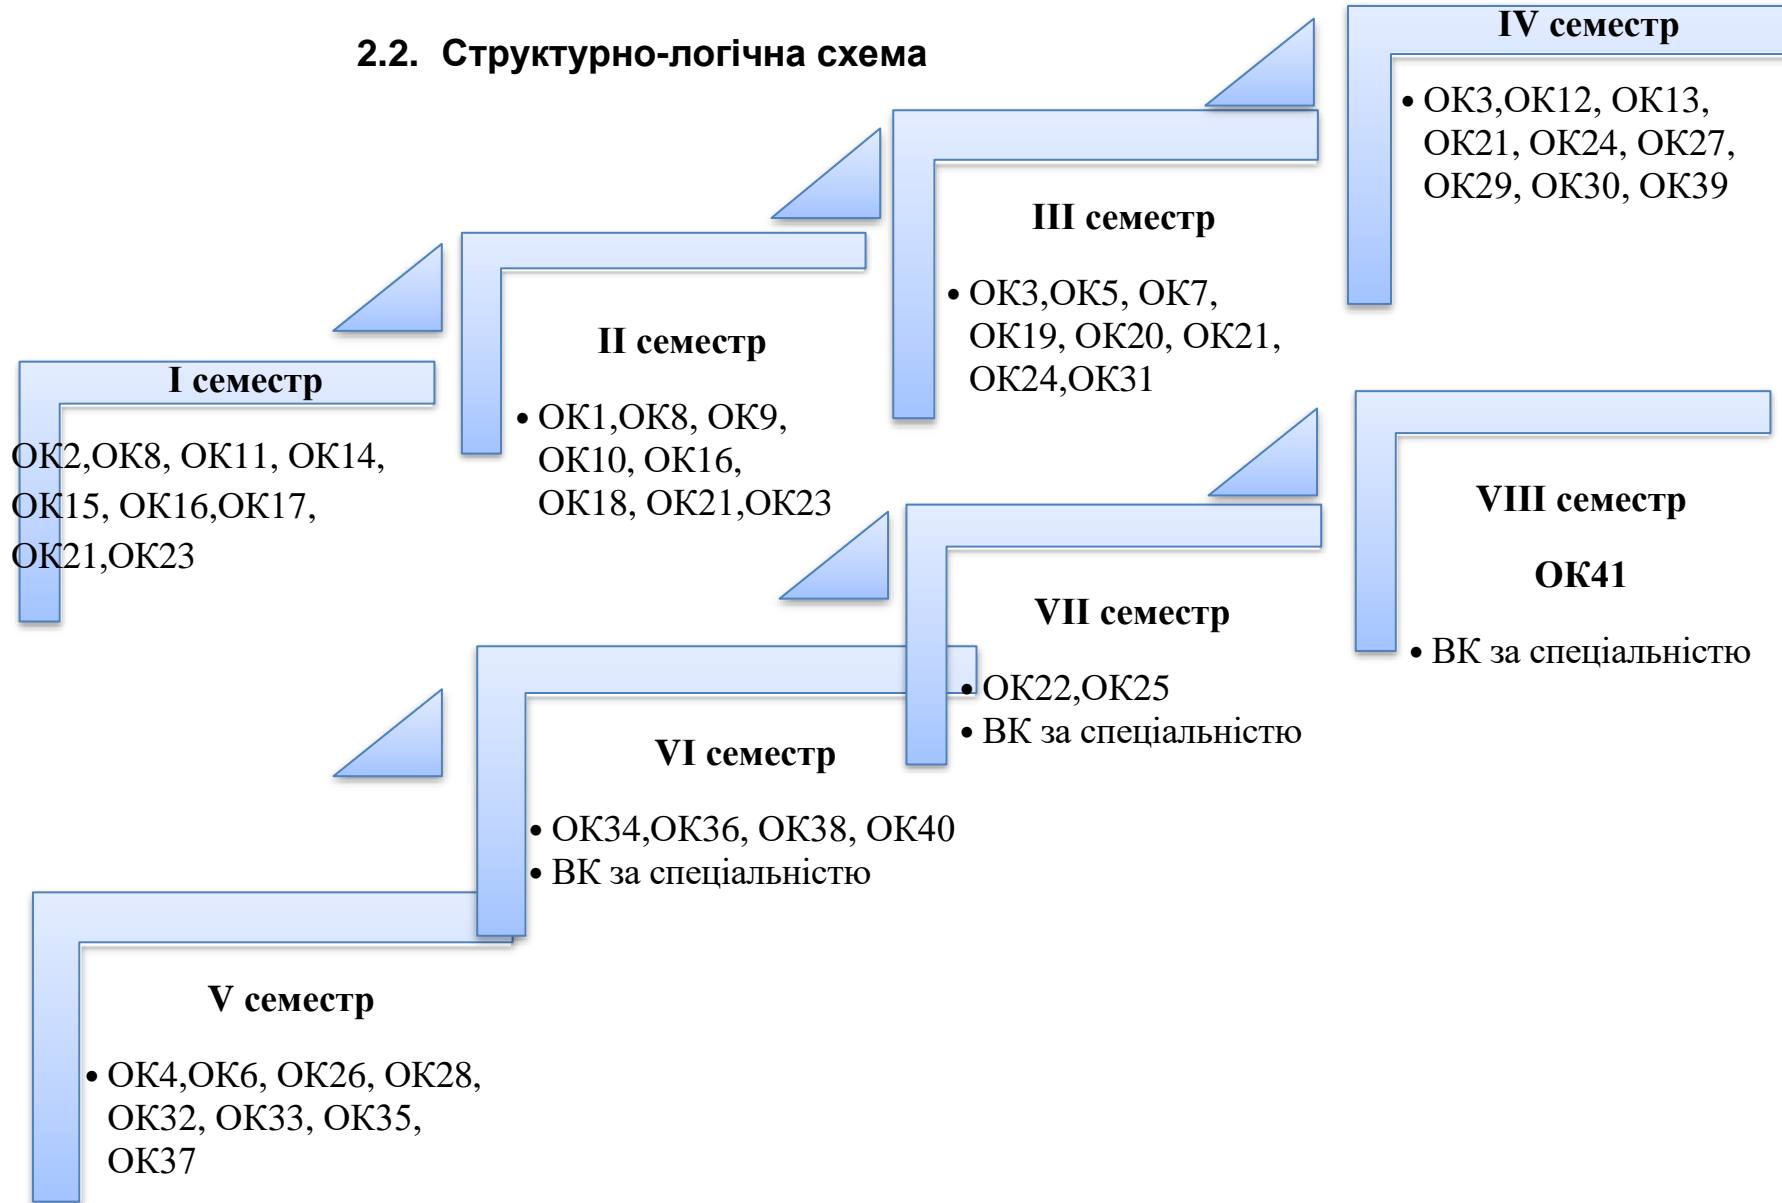 2.2. Структурно-логічна схема
I семестр
ОК2,ОК8, ОК11, ОК14,
ОК15, ОК16,ОК17,
ОК21,ОК23
II семестр
• ОК1,ОК8, ОК9,
ОК10, ОК16,
ОК18, ОК21,ОК23
III семестр
• ОК3,ОК5, ОК7,
ОК19, ОК20, ОК21,
ОК24,ОК31
IV семестр
• ОК3,ОК12, ОК13,
ОК21, ОК24, ОК27,
ОК29, ОК30, ОК39
V семестр
• ОК4,ОК6, ОК26, ОК28,
ОК32, ОК33, ОК35,
ОК37
VI семестр
• ОК34,ОК36, ОК38, ОК40
• ВК за спеціальністю
VII семестр
• ОК22,ОК25
• ВК за спеціальністю
VIII семестр
ОК41
• ВК за спеціальністю